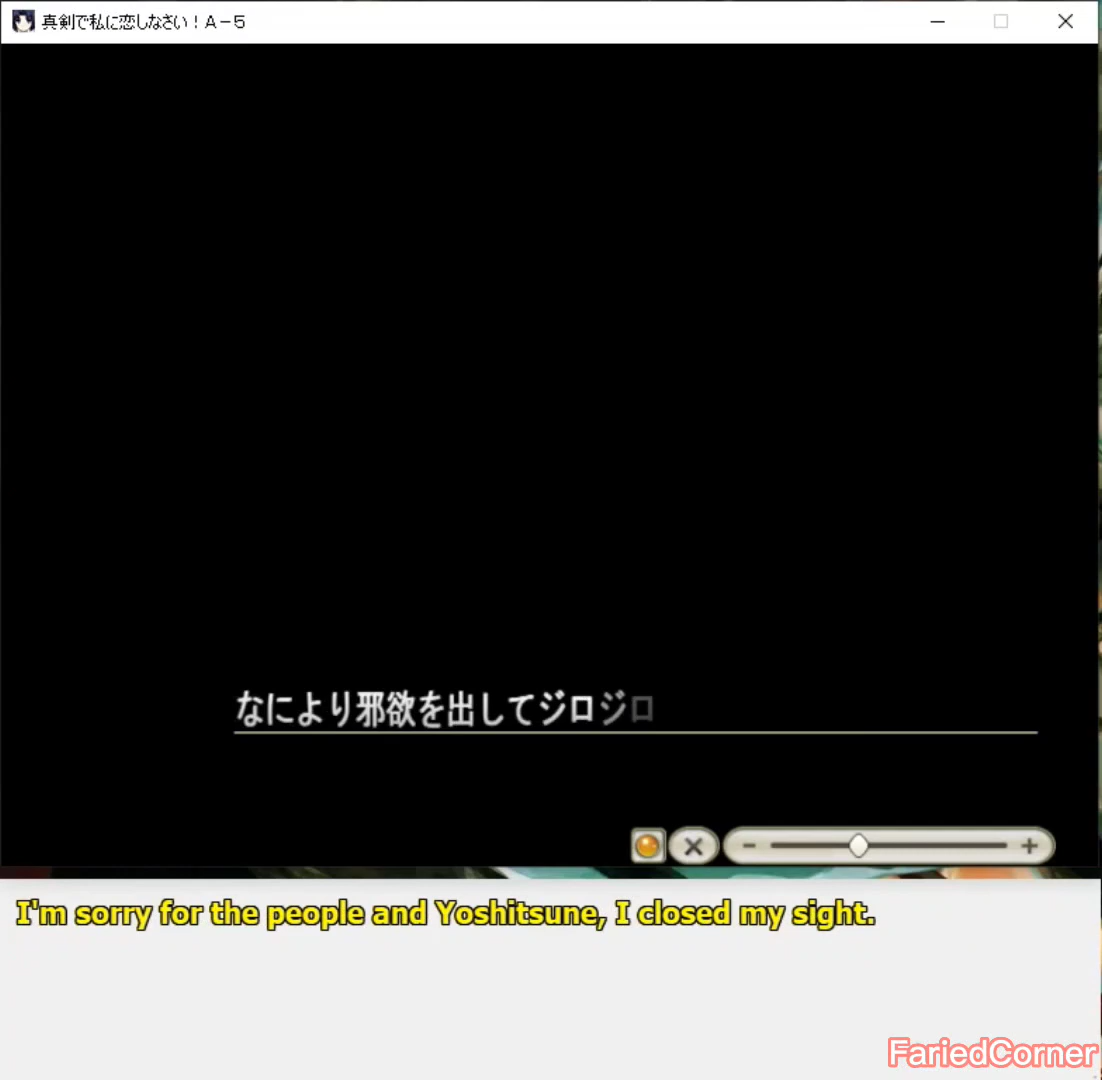 真剣で私に恋しなさい！Ａ－５
なにより邪欲を出してジロジロ
I'm sorry for the people and Yoshitsune, I closed my sight.
FariedCorner